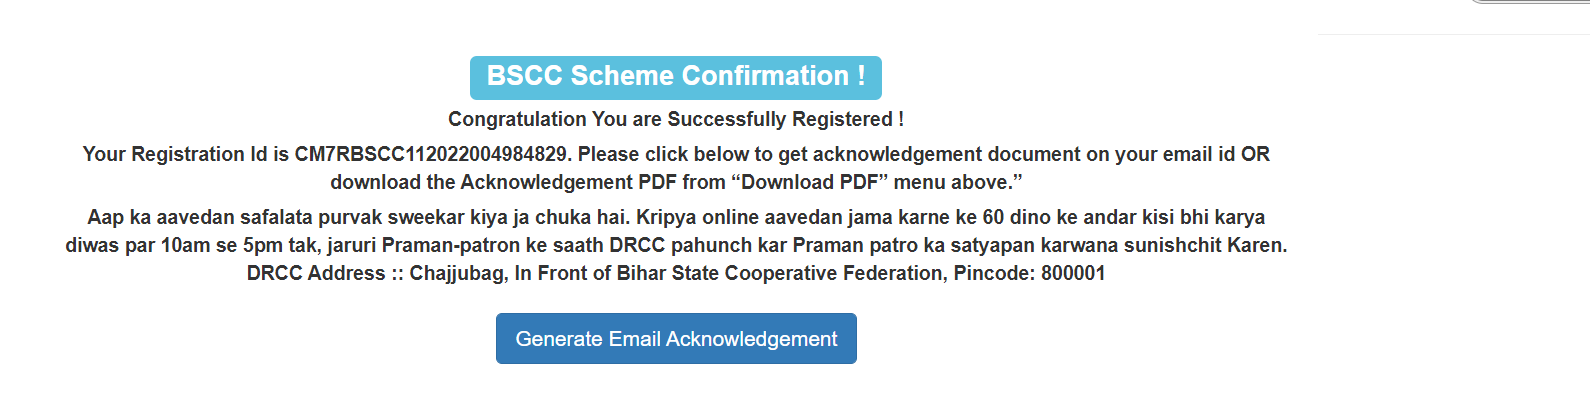 BSCC Scheme Confirmation !
Congratulation You are Successfully Registered !
Your Registration Id is CM7RBSCC112022004984829. Please click below to get acknowledgement document on your email id OR
download the Acknowledgement PDF from “Download PDF” menu above.”
Aap ka aavedan safalata purvak sweekar kiya ja chuka hai. Kripya online aavedan jama karne ke 60 dino ke andar kisi bhi karya
diwas par 10am se 5pm tak, jaruri Praman-patron ke saath DRCC pahunch kar Praman patro ka satyapan karwana sunishchit Karen.
DRCC Address :: Chajjubag, In Front of Bihar State Cooperative Federation, Pincode: 800001
Generate Email Acknowledgement